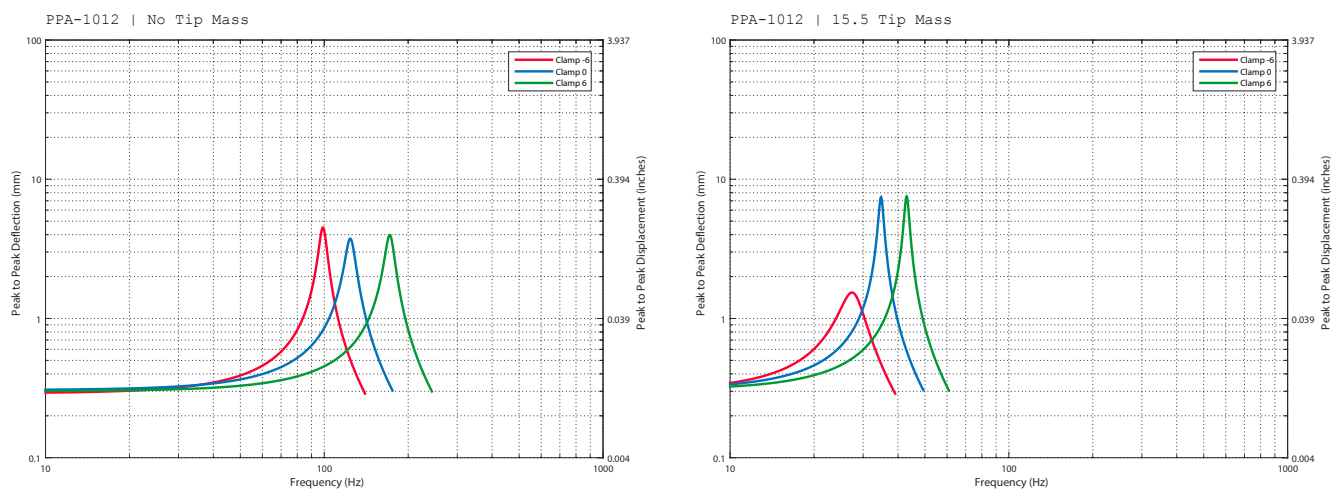 PPA-1012 | No Tip Mass
100
10
1
0.1
Peak to Peak Deflection (mm)
3.937
0.394
0.039
0.004
Peak to Peak Displacement (inches)
Clamp -6
Clamp 0
Clamp 6
10
100
1000
Frequency (Hz)
PPA-1012 | 15.5 Tip Mass
100
10
1
0.1
Peak to Peak Deflection (mm)
3.937
0.394
0.039
0.004
Peak to Peak Displacement (inches)
Clamp -6
Clamp 0
Clamp 6
10
100
1000
Frequency (Hz)